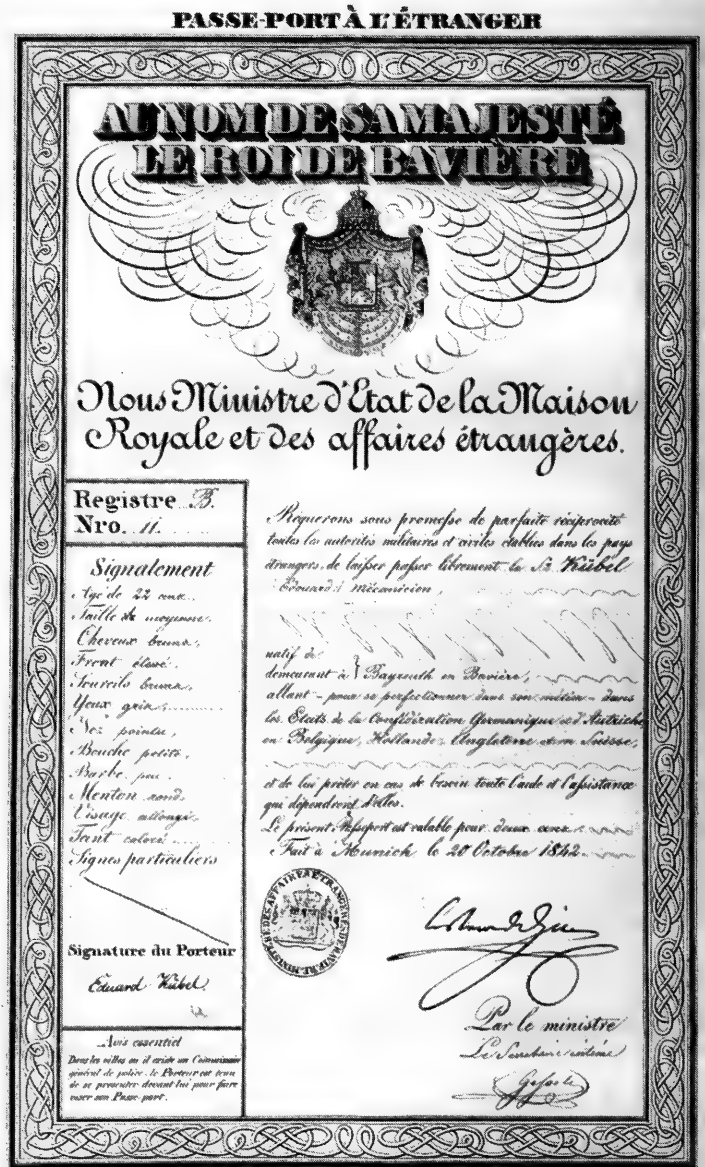 PASSE-PORT À L'ÉTRANGER
AU NOM DE SA MAJESTÉ
LE ROI DE BAVIÈRE
Nous Ministre d'Etat de la Maison
Royale et des affaires étrangères.
Registre B.
Nro. 11.
Signalement
Agé de 22 ans.
Taille de moyenne.
Cheveux bruns,
Front élevé.
Sourcils bruns,
Yeux gris
Nez pointu,
Bouche petite,
Barbe
Menton rond,
Visage allongé,
Teint coloré
Signes particuliers
Signature du Porteur
Eduard Kübel
Avis essentiel
Dans les villes où il existe un Commissaire
général de police, le Porteur est tenu
de se présenter devant lui pour faire
viser son Passe-port.
Requerons sous promesse de parfaite réciprocité
toutes les autorités militaires et civiles établies dans les pays
étrangers, de laisser passer librement le Sr. Kübel
Edouard, mécanicien,
natif de
demeurant à Bayreuth en Bavière,
allant - pour se perfectionner dans son métier - dans
les Etats de la Confédération Germanique et d'Autriche,
en Belgique, Hollande, Angleterre et en Suisse,
et de lui prêter en cas de besoin toute l'aide et l'assistance
qui dépendront d'elles.
Le présent Passeport est valable pour deux ans
Fait à Munich le 20 Octobre 1842
MINISTÈRE DES AFFAIRES ÉTRANGÈRES
Par le ministre
Le Secrétaire intime